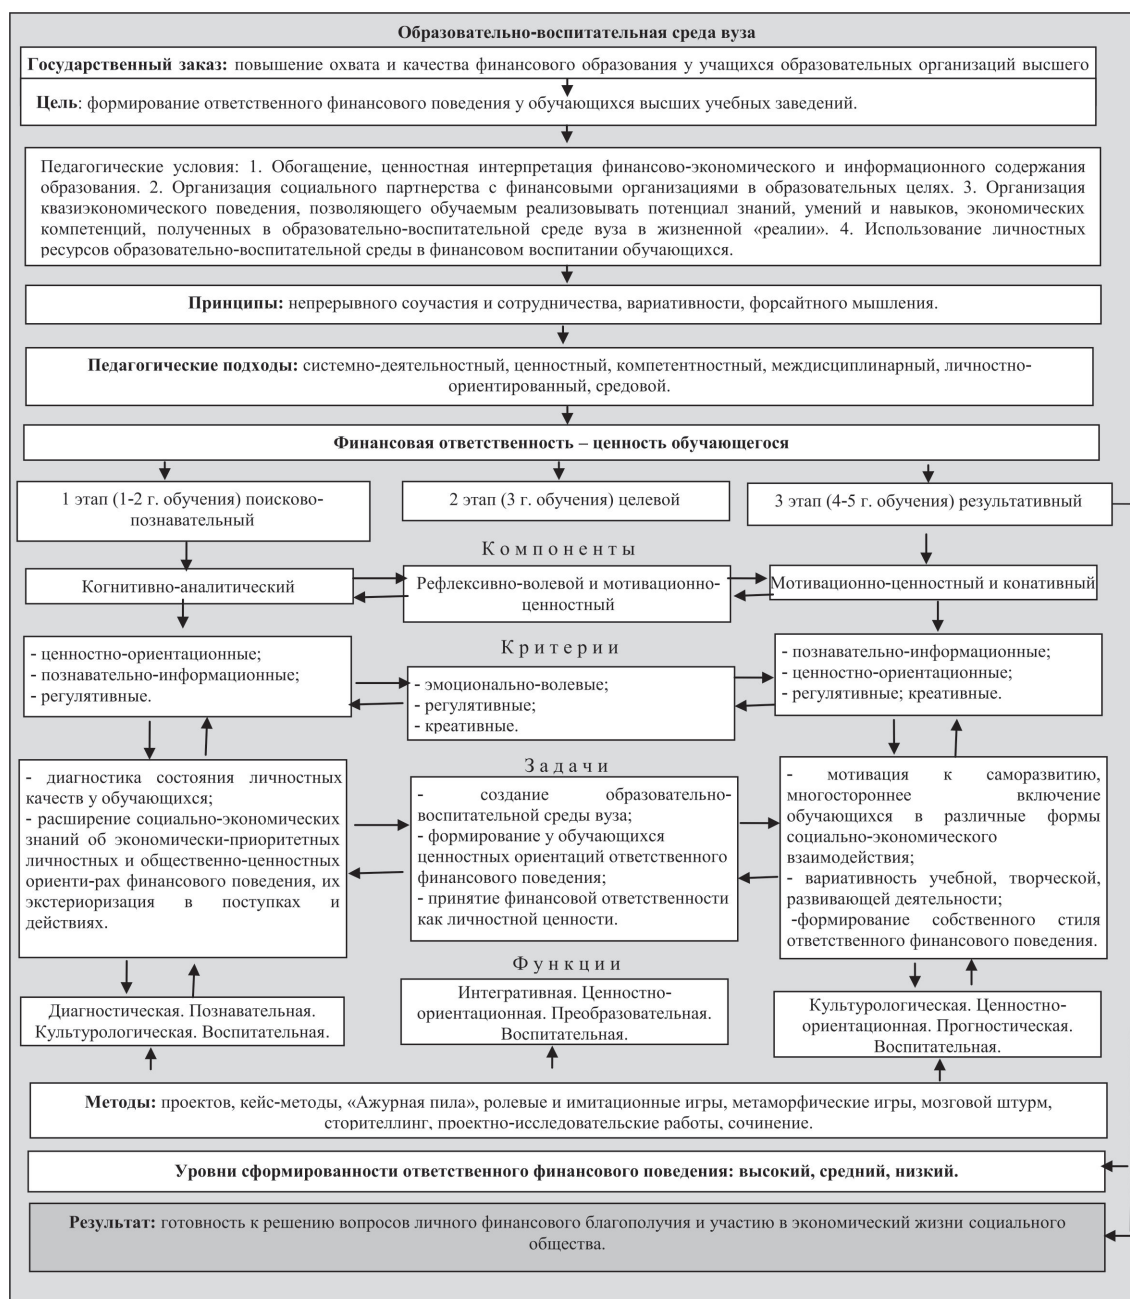 Образовательно-воспитательная среда вуза
Государственный заказ: повышение охвата и качества финансового образования у учащихся образовательных организаций высшего
Цель: формирование ответственного финансового поведения у обучающихся высших учебных заведений.
Педагогические условия: 1. Обогащение, ценностная интерпретация финансово-экономического и информационного содержания
образования. 2. Организация социального партнерства с финансовыми организациями в образовательных целях. 3. Организация
квазиэкономического поведения, позволяющего обучаемым реализовывать потенциал знаний, умений и навыков, экономических
компетенций, полученных в образовательно-воспитательной среде вуза в жизненной «реалии». 4. Использование личностных
ресурсов образовательно-воспитательной среды в финансовом воспитании обучающихся.
Принципы: непрерывного соучастия и сотрудничества, вариативности, форсайтного мышления.
Педагогические подходы: системно-деятельностный, ценностный, компетентностный, междисциплинарный, личностно-
ориентированный, средовой.
Финансовая ответственность – ценность обучающегося
1 этап (1-2 г. обучения) поисково-
познавательный
2 этап (3 г. обучения) целевой
3 этап (4-5 г. обучения) результативный
Компоненты
Когнитивно-аналитический
Рефлексивно-волевой и мотивационно-
ценностный
Мотивационно-ценностный и конативный
Критерии
- ценностно-ориентационные;
- познавательно-информационные;
- регулятивные.
- эмоционально-волевые;
- регулятивные;
- креативные.
- познавательно-информационные;
- ценностно-ориентационные;
- регулятивные; креативные.
Задачи
- диагностика состояния личностных
качеств у обучающихся;
- расширение социально-экономических
знаний об экономически-приоритетных
личностных и общественно-ценностных
ориенти-рах финансового поведения, их
экстериоризация в поступках и
действиях.
- создание образовательно-
воспитательной среды вуза;
- формирование у обучающихся
ценностных ориентаций ответственного
финансового поведения;
- принятие финансовой ответственности
как личностной ценности.
- мотивация к саморазвитию,
многостороннее включение
обучающихся в различные формы
социально-экономического
взаимодействия;
- вариативность учебной, творческой,
развивающей деятельности;
-формирование собственного стиля
ответственного финансового поведения.
Функции
Диагностическая. Познавательная.
Культурологическая. Воспитательная.
Интегративная. Ценностно-
ориентационная. Преобразовательная.
Воспитательная.
Культурологическая. Ценностно-
ориентационная. Прогностическая.
Воспитательная.
Методы: проектов, кейс-методы, «Ажурная пила», ролевые и имитационные игры, метаморфические игры, мозговой штурм,
сторителлинг, проектно-исследовательские работы, сочинение.
Уровни сформированности ответственного финансового поведения: высокий, средний, низкий.
Результат: готовность к решению вопросов личного финансового благополучия и участию в экономический жизни социального
общества.